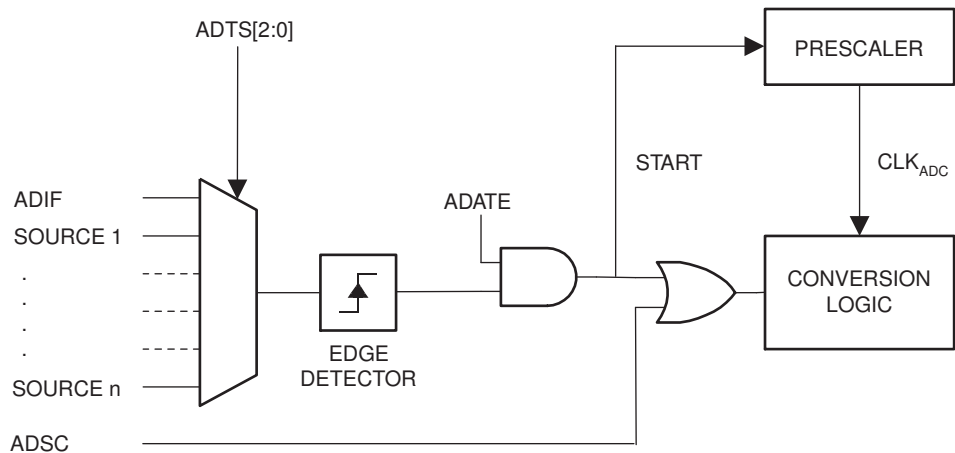 ADTS[2:0]
PRESCALER
START
CLKADC
ADIF
ADATE
SOURCE 1
.
.
.
.
CONVERSION
LOGIC
EDGE
DETECTOR
SOURCE n
ADSC